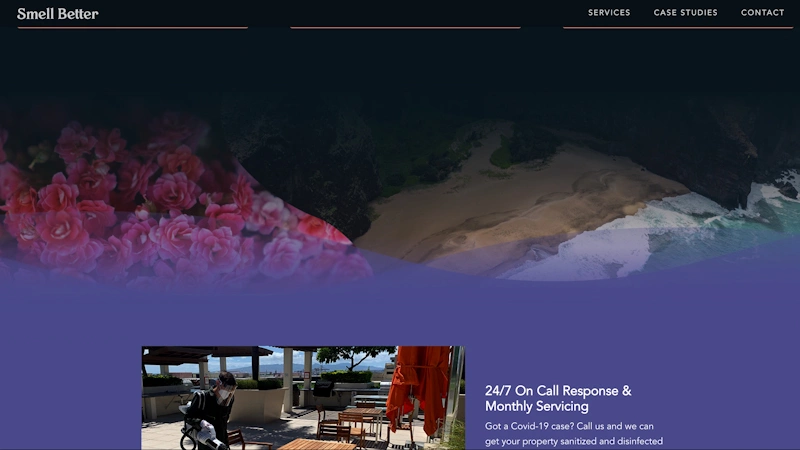 Smell Better
SERVICES CASE STUDIES CONTACT
24/7 On Call Response &
Monthly Servicing
Got a Covid-19 case? Call us and we can
get your property sanitized and disinfected